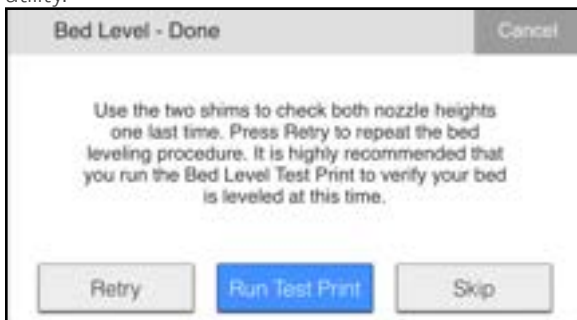 utility.
Bed Level - Done
Cancel
Use the two shims to check both nozzle heights
one last time. Press Retry to repeat the bed
leveling procedure. It is highly recommended that
you run the Bed Level Test Print to verify your bed
is leveled at this time.
Retry
Run Test Print
Skip